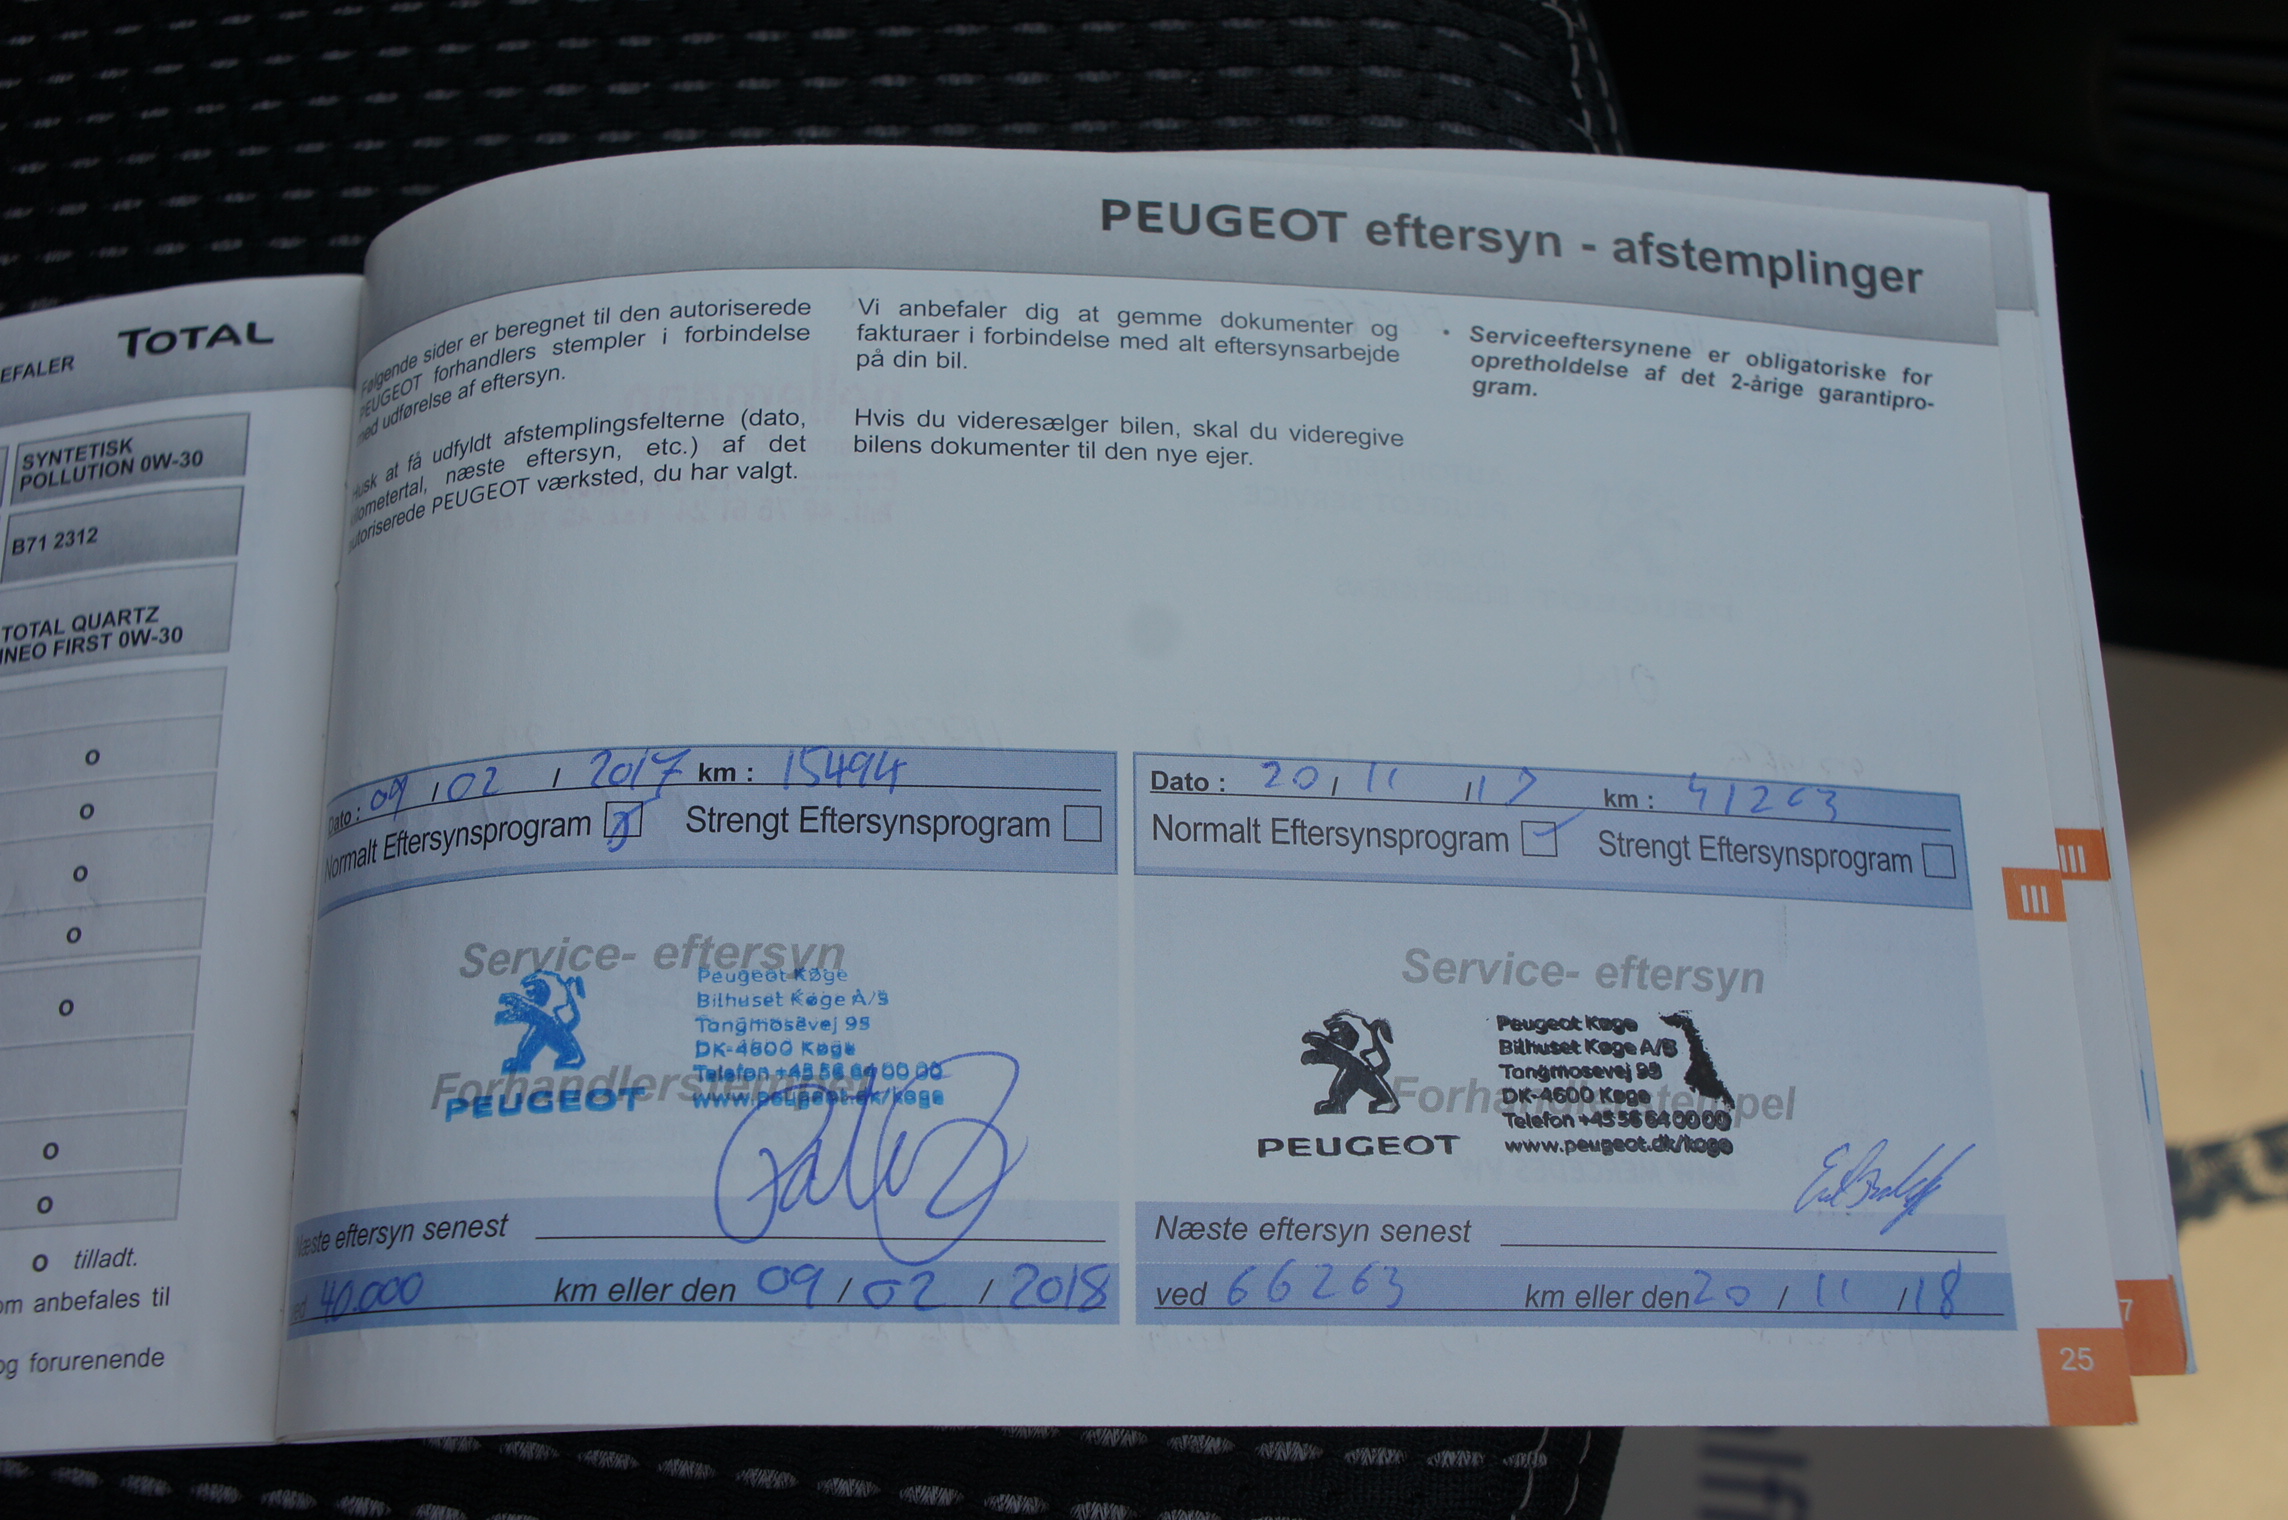 EFALER TOTAL
SYNTETISK
POLLUTION 0W-30
B71 2312
TOTAL QUARTZ
INEO FIRST 0W-30
o
o
o
o
o
o
o
o tilladt.
om anbefales til
og forurenende
PEUGEOT eftersyn - afstemplinger
Følgende sider er beregnet til den autoriserede
PEUGEOT forhandlers stempler i forbindelse
med udførelse af eftersyn.
Husk at få udfyldt afstemplingsfelterne (dato,
kilometertal, næste eftersyn, etc.) af det
autoriserede PEUGEOT værksted, du har valgt.
Vi anbefaler dig at gemme dokumenter og
fakturaer i forbindelse med alt eftersynsarbejde
på din bil.
Hvis du videresælger bilen, skal du videregive
bilens dokumenter til den nye ejer.
• Serviceeftersynene er obligatoriske for
opretholdelse af det 2-årige garantipro-
gram.
Dato : 09 / 02 / 2017 km : 15494
Normalt Eftersynsprogram Strengt Eftersynsprogram
Service- eftersyn
Forhandlerstempel
PEUGEOT
Peugeot Køge
Bilhuset Køge A/S
Tangmosevej 95
DK-4600 Køge
Telefon +45 56 64 00 00
www.peugeot.dk/koge
Næste eftersyn senest
ved 40.000 km eller den 09 / 02 / 2018
Dato : 20 / 11 / 17 km : 41263
Normalt Eftersynsprogram Strengt Eftersynsprogram
Service- eftersyn
Forhandlerstempel
PEUGEOT
Peugeot Køge
Bilhuset Køge A/S
Tangmosevej 95
DK-4600 Køge
Telefon +45 56 64 00 00
www.peugeot.dk/koge
Næste eftersyn senest
ved 66263 km eller den 20 / 11 / 18
III
III
7
25